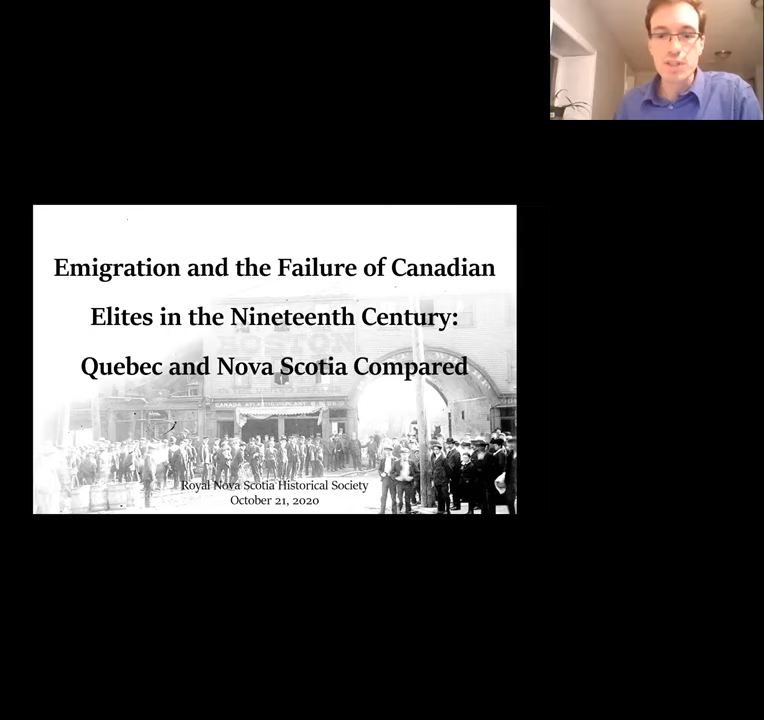 Emigration and the Failure of Canadian
Elites in the Nineteenth Century:
Quebec and Nova Scotia Compared
BOSTON
Royal Nova Scotia Historical Society
October 21, 2020